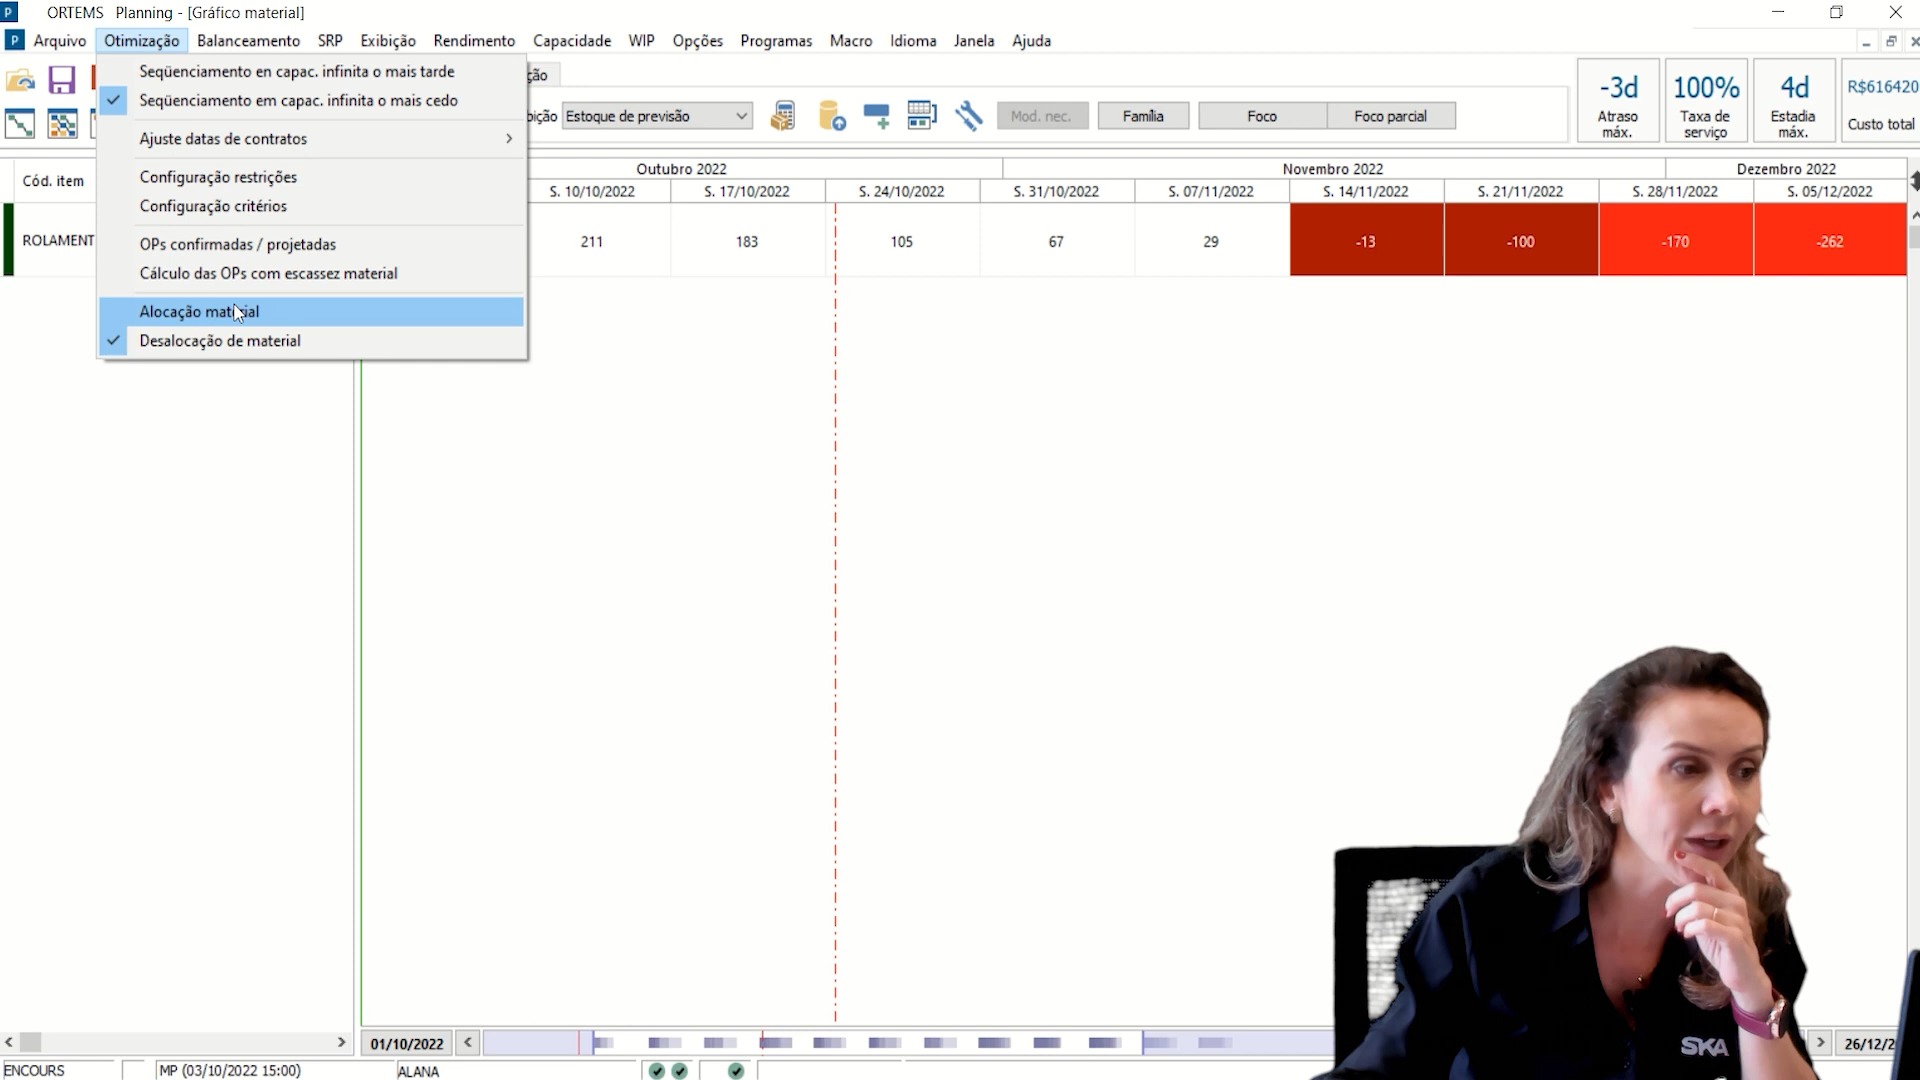 ORTEMS Planning - [Gráfico material]
Arquivo Otimização Balanceamento SRP Exibição Rendimento Capacidade WIP Opções Programas Macro Idioma Janela Ajuda
Seqüenciamento en capac. infinita o mais tarde
Seqüenciamento em capac. infinita o mais cedo
Ajuste datas de contratos
Configuração restrições
Configuração critérios
OPs confirmadas / projetadas
Cálculo das OPs com escassez material
Alocação material
Desalocação de material
Estoque de previsão
Mod. nec.
Família
Foco
Foco parcial
-3d
Atraso
máx.
100%
Taxa de
serviço
4d
Estadia
máx.
R$616420
Custo total
Cód. item
Outubro 2022 Novembro 2022 Dezembro 2022
S. 10/10/2022 S. 17/10/2022 S. 24/10/2022 S. 31/10/2022 S. 07/11/2022 S. 14/11/2022 S. 21/11/2022 S. 28/11/2022 S. 05/12/2022
ROLAMENT 211 183 105 67 29 -13 -100 -170 -262
01/10/2022
26/12/2
ENCOURS MP (03/10/2022 15:00) ALANA
SKA